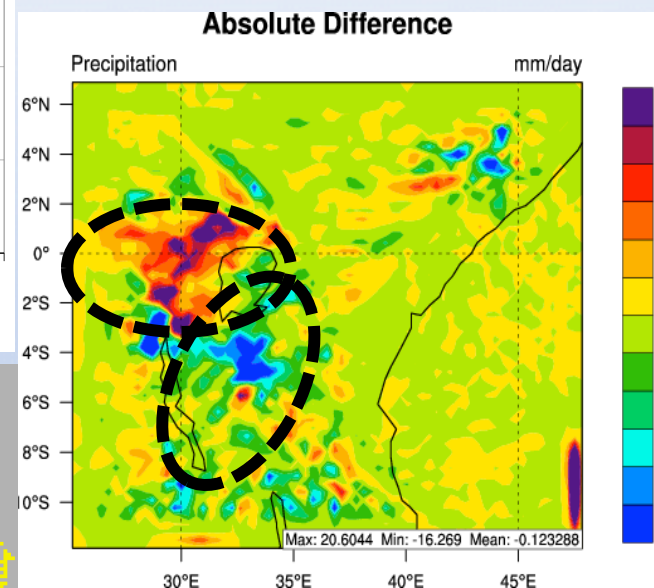 Absolute Difference
Precipitation mm/day
6°N
4°N
2°N
0°
2°S
4°S
6°S
8°S
10°S
Max: 20.6044 Min: -16.269 Mean: -0.123288
30°E 35°E 40°E 45°E